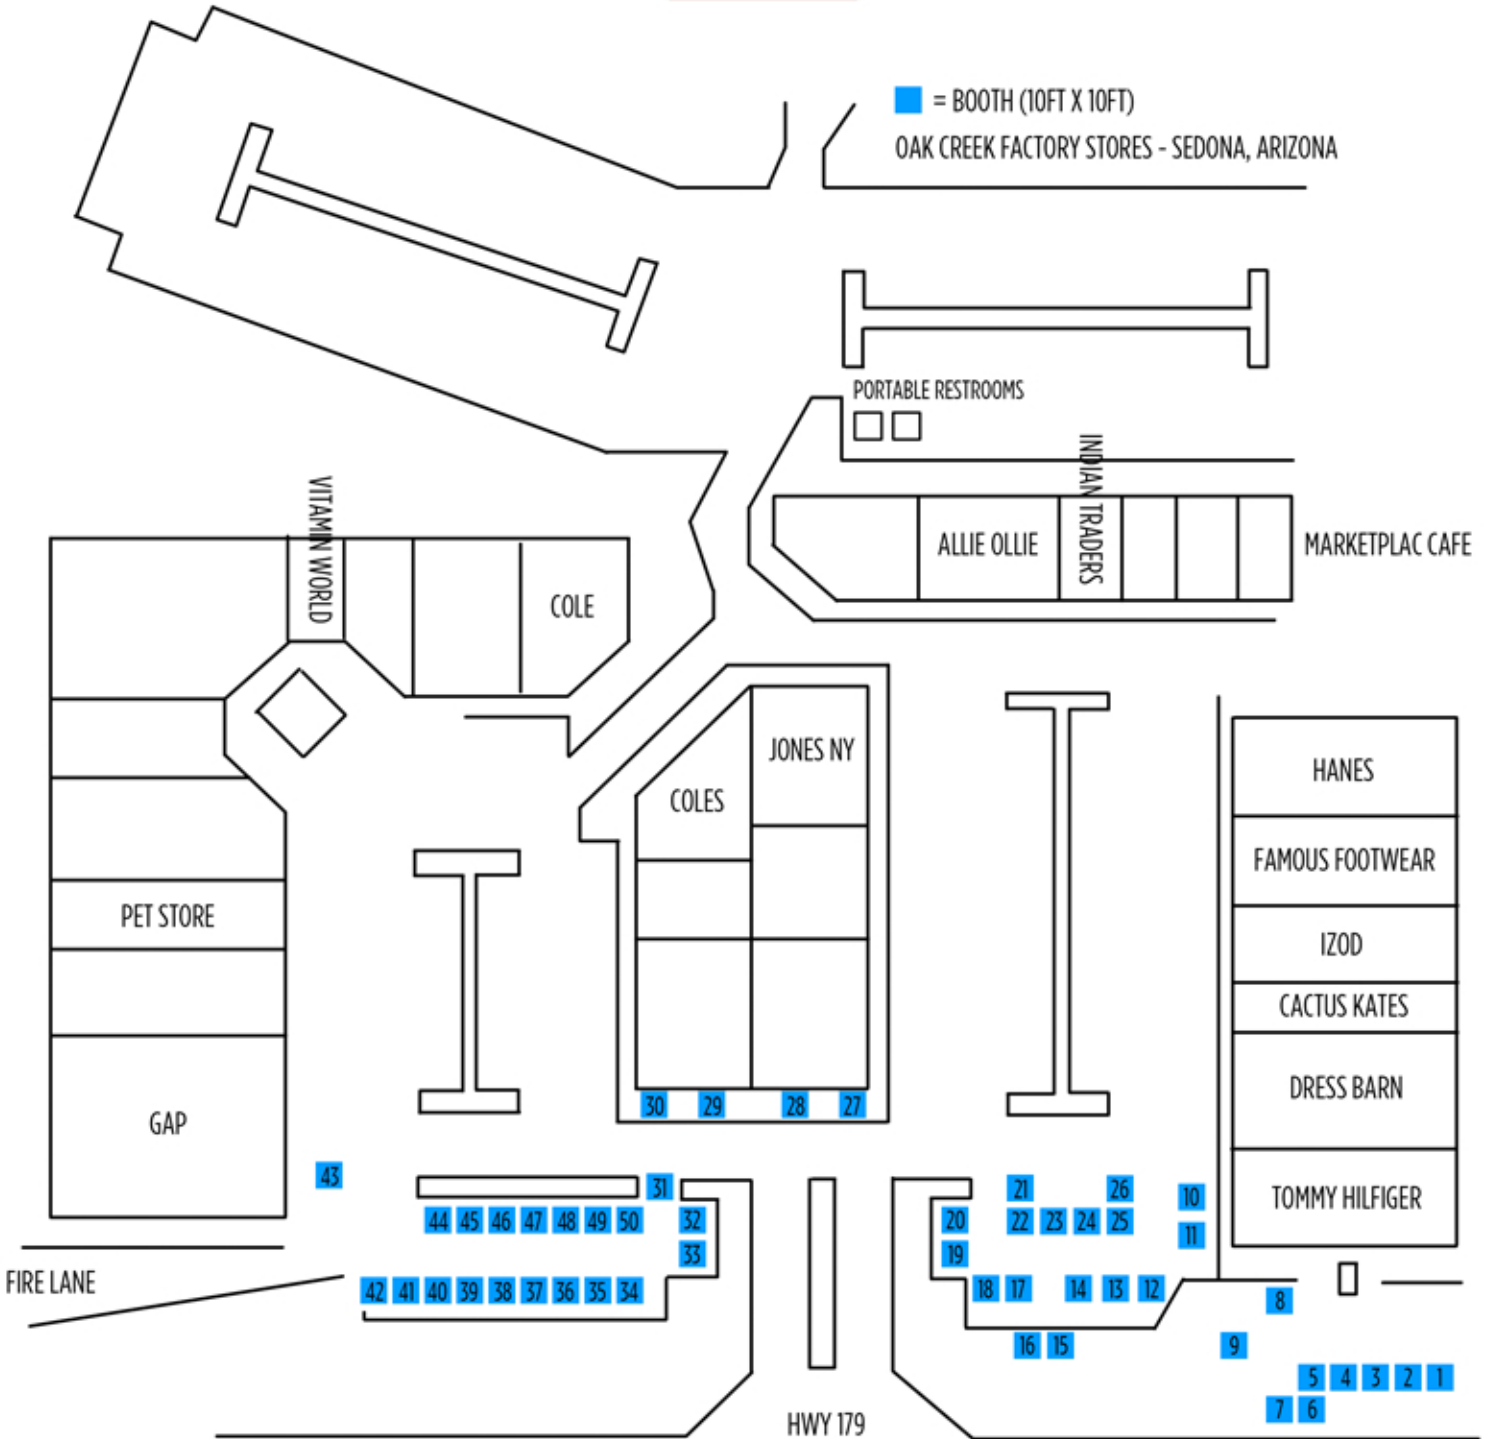 = BOOTH (10FT X 10FT)
OAK CREEK FACTORY STORES - SEDONA, ARIZONA
PORTABLE RESTROOMS
INDIAN TRADERS
ALLIE OLLIE
MARKETPLAC CAFE
VITAMIN WORLD
COLE
JONES NY
COLES
HANES
FAMOUS FOOTWEAR
IZOD
CACTUS KATES
DRESS BARN
TOMMY HILFIGER
PET STORE
GAP
30 29 28 27
43
31
21 26 10
44 45 46 47 48 49 50 32
20 22 23 24 25 11
33 19
42 41 40 39 38 37 36 35 34
18 17 14 13 12
8
16 15 9
5 4 3 2 1
7 6
FIRE LANE
HWY 179